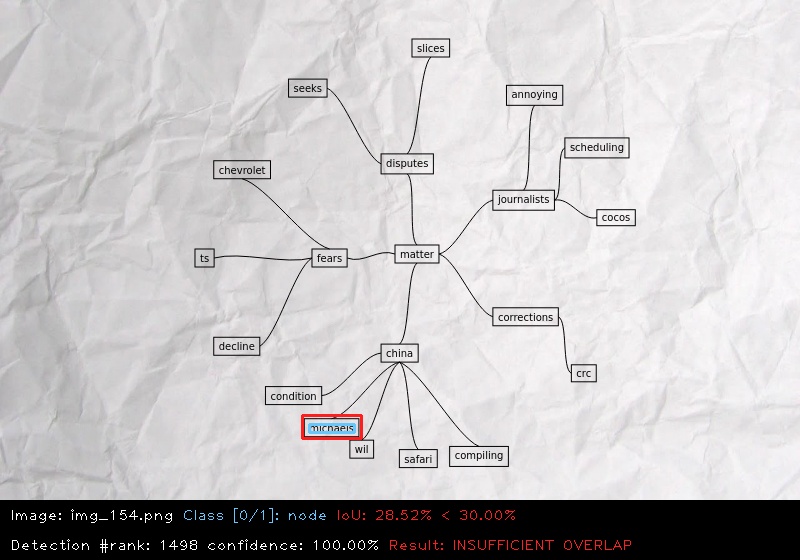 slices
seeks
annoying
scheduling
disputes
chevrolet
journalists
cocos
matter
ts
fears
corrections
decline
china
crc
condition
michaels
wil
safari
compiling
Image: img_154.png Class [0/1]: node IoU: 28.52% < 30.00%
Detection #rank: 1498 confidence: 100.00% Result: INSUFFICIENT OVERLAP